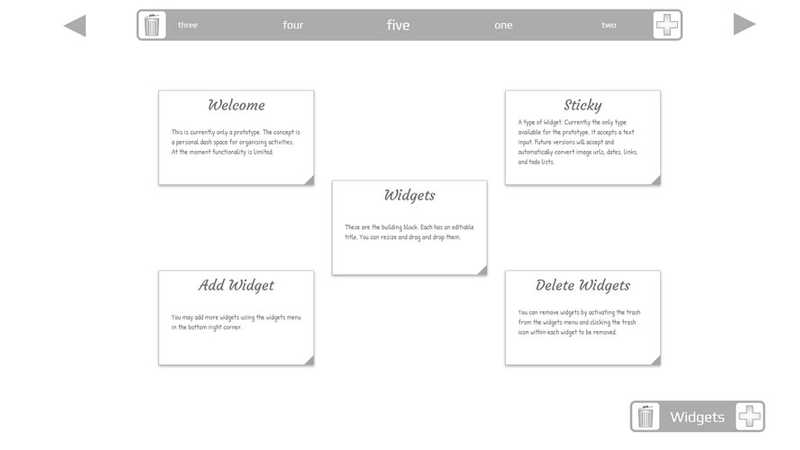 three four five one two
Welcome
This is currently only a prototype. The concept is
a personal dash space for organising activities.
At the moment functionality is limited.
Sticky
A type of Widget. Currently the only type
available for the prototype. It accepts a text
input. Future versions will accept and
automatically convert image urls, dates, links,
and todo lists.
Widgets
These are the building block. Each has an editable
title. You can resize and drag and drop them.
Add Widget
You may add more widgets using the widgets menu
in the bottom right corner.
Delete Widgets
You can remove widgets by activating the trash
from the widgets menu and clicking the trash
icon within each widget to be removed.
Widgets